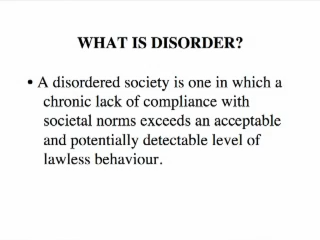 WHAT IS DISORDER?
• A disordered society is one in which a
chronic lack of compliance with
societal norms exceeds an acceptable
and potentially detectable level of
lawless behaviour.